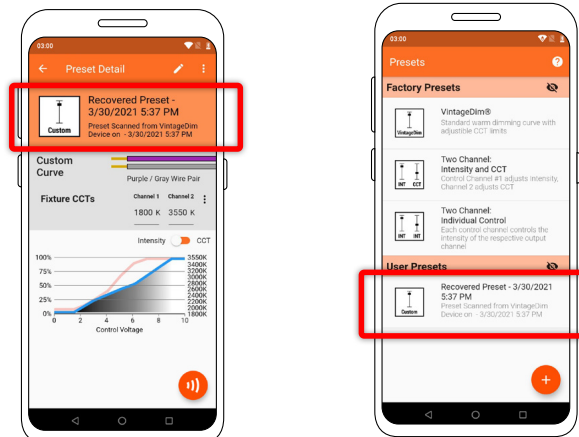 03:00
Preset Detail
Recovered Preset -
3/30/2021 5:37 PM
Preset Scanned from VintageDim
Device on - 3/30/2021 5:37 PM
Custom
Custom
Curve
Purple / Gray Wire Pair
Fixture CCTs
Channel 1
Channel 2
1800 K
3550 K
Intensity
CCT
100%
75%
50%
25%
0%
3550K
3400K
3200K
3000K
2800K
2600K
2400K
2200K
2000K
1800K
0 2 4 6 8 10
Control Voltage
03:00
Presets
?
Factory Presets
VintageDim®
Standard warm dimming curve with
adjustible CCT limits
VintageDim
Two Channel:
Intensity and CCT
Control Channel #1 adjusts Intensity,
Channel 2 adjusts CCT
INT CCT
Two Channel:
Individual Control
Each control channel controls the
intensity of the respective output
channel
INT INT
User Presets
Recovered Preset - 3/30/2021
5:37 PM
Preset Scanned from VintageDim
Device on - 3/30/2021 5:37 PM
Custom